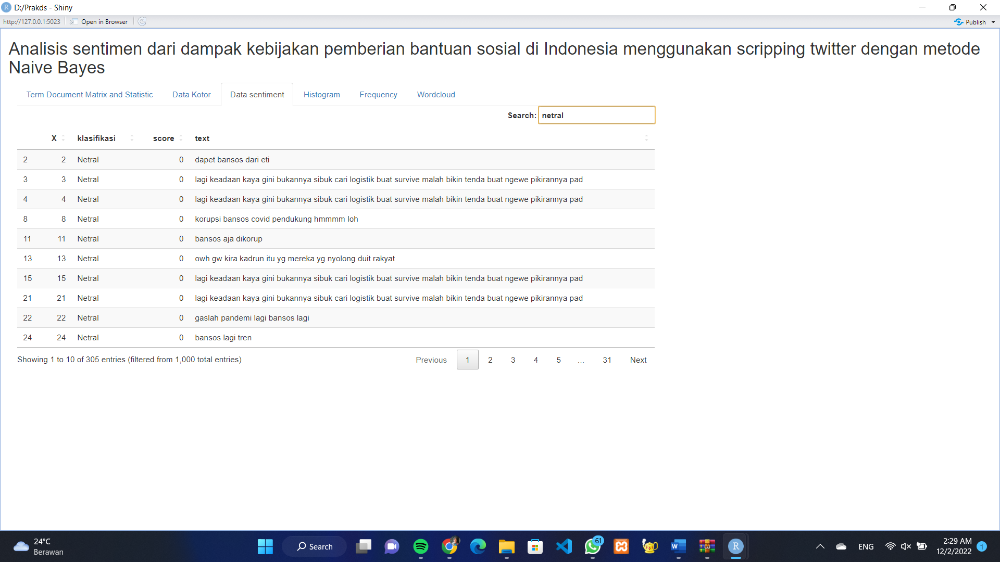 D:/Prakds - Shiny
http://127.0.0.1:5023 Open in Browser Publish
Analisis sentimen dari dampak kebijakan pemberian bantuan sosial di Indonesia menggunakan scripping twitter dengan metode
Naive Bayes
Term Document Matrix and Statistic Data Kotor Data sentiment Histogram Frequency Wordcloud
Search: netral
X klasifikasi score text
2 2 Netral 0 dapet bansos dari eti
3 3 Netral 0 lagi keadaan kaya gini bukannya sibuk cari logistik buat survive malah bikin tenda buat ngewe pikirannya pad
4 4 Netral 0 lagi keadaan kaya gini bukannya sibuk cari logistik buat survive malah bikin tenda buat ngewe pikirannya pad
8 8 Netral 0 korupsi bansos covid pendukung hmmmm loh
11 11 Netral 0 bansos aja dikorup
13 13 Netral 0 owh gw kira kadrun itu yg mereka yg nyolong duit rakyat
15 15 Netral 0 lagi keadaan kaya gini bukannya sibuk cari logistik buat survive malah bikin tenda buat ngewe pikirannya pad
21 21 Netral 0 lagi keadaan kaya gini bukannya sibuk cari logistik buat survive malah bikin tenda buat ngewe pikirannya pad
22 22 Netral 0 gaslah pandemi lagi bansos lagi
24 24 Netral 0 bansos lagi tren
Showing 1 to 10 of 305 entries (filtered from 1,000 total entries) Previous 1 2 3 4 5 … 31 Next
24°C
Berawan
Search
61
ENG
2:29 AM
12/2/2022
1